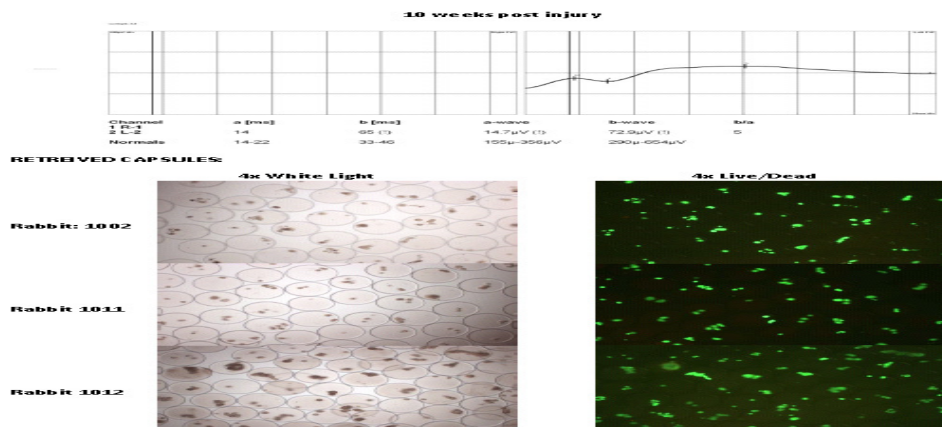 10 weeks post injury
Channel a [ms] b [ms] a-wave b-wave b/a
1 R-1
2 L-2 14 65 (!) 14.7µV (!) 72.9µV (!) 5
Normals 14-22 33-46 155µ-356µV 290µ-654µV
RETREIVED CAPSULES:
4x White Light 4x Live/Dead
Rabbit: 1002
Rabbit 1011
Rabbit 1012